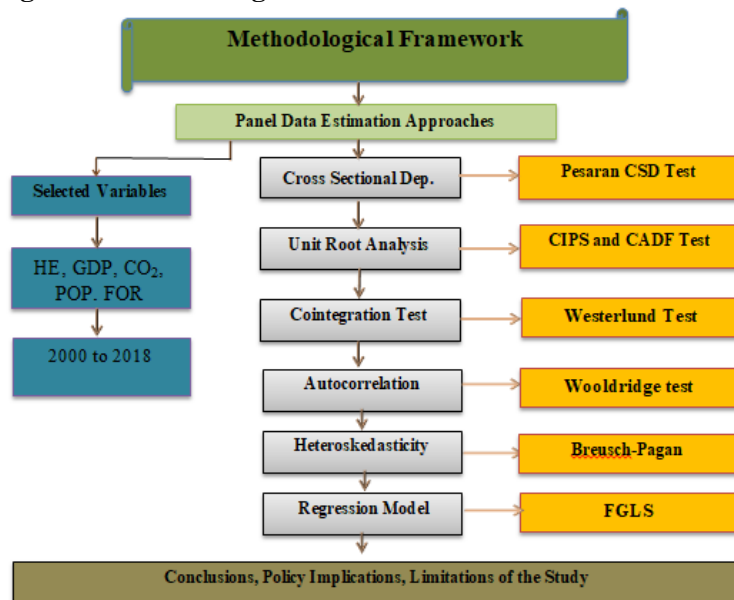 Methodological Framework
Panel Data Estimation Approaches
Selected Variables
HE, GDP, CO₂,
POP. FOR
2000 to 2018
Cross Sectional Dep.
Pesaran CSD Test
Unit Root Analysis
CIPS and CADF Test
Cointegration Test
Westerlund Test
Autocorrelation
Wooldridge test
Heteroskedasticity
Breusch-Pagan
Regression Model
FGLS
Conclusions, Policy Implications, Limitations of the Study